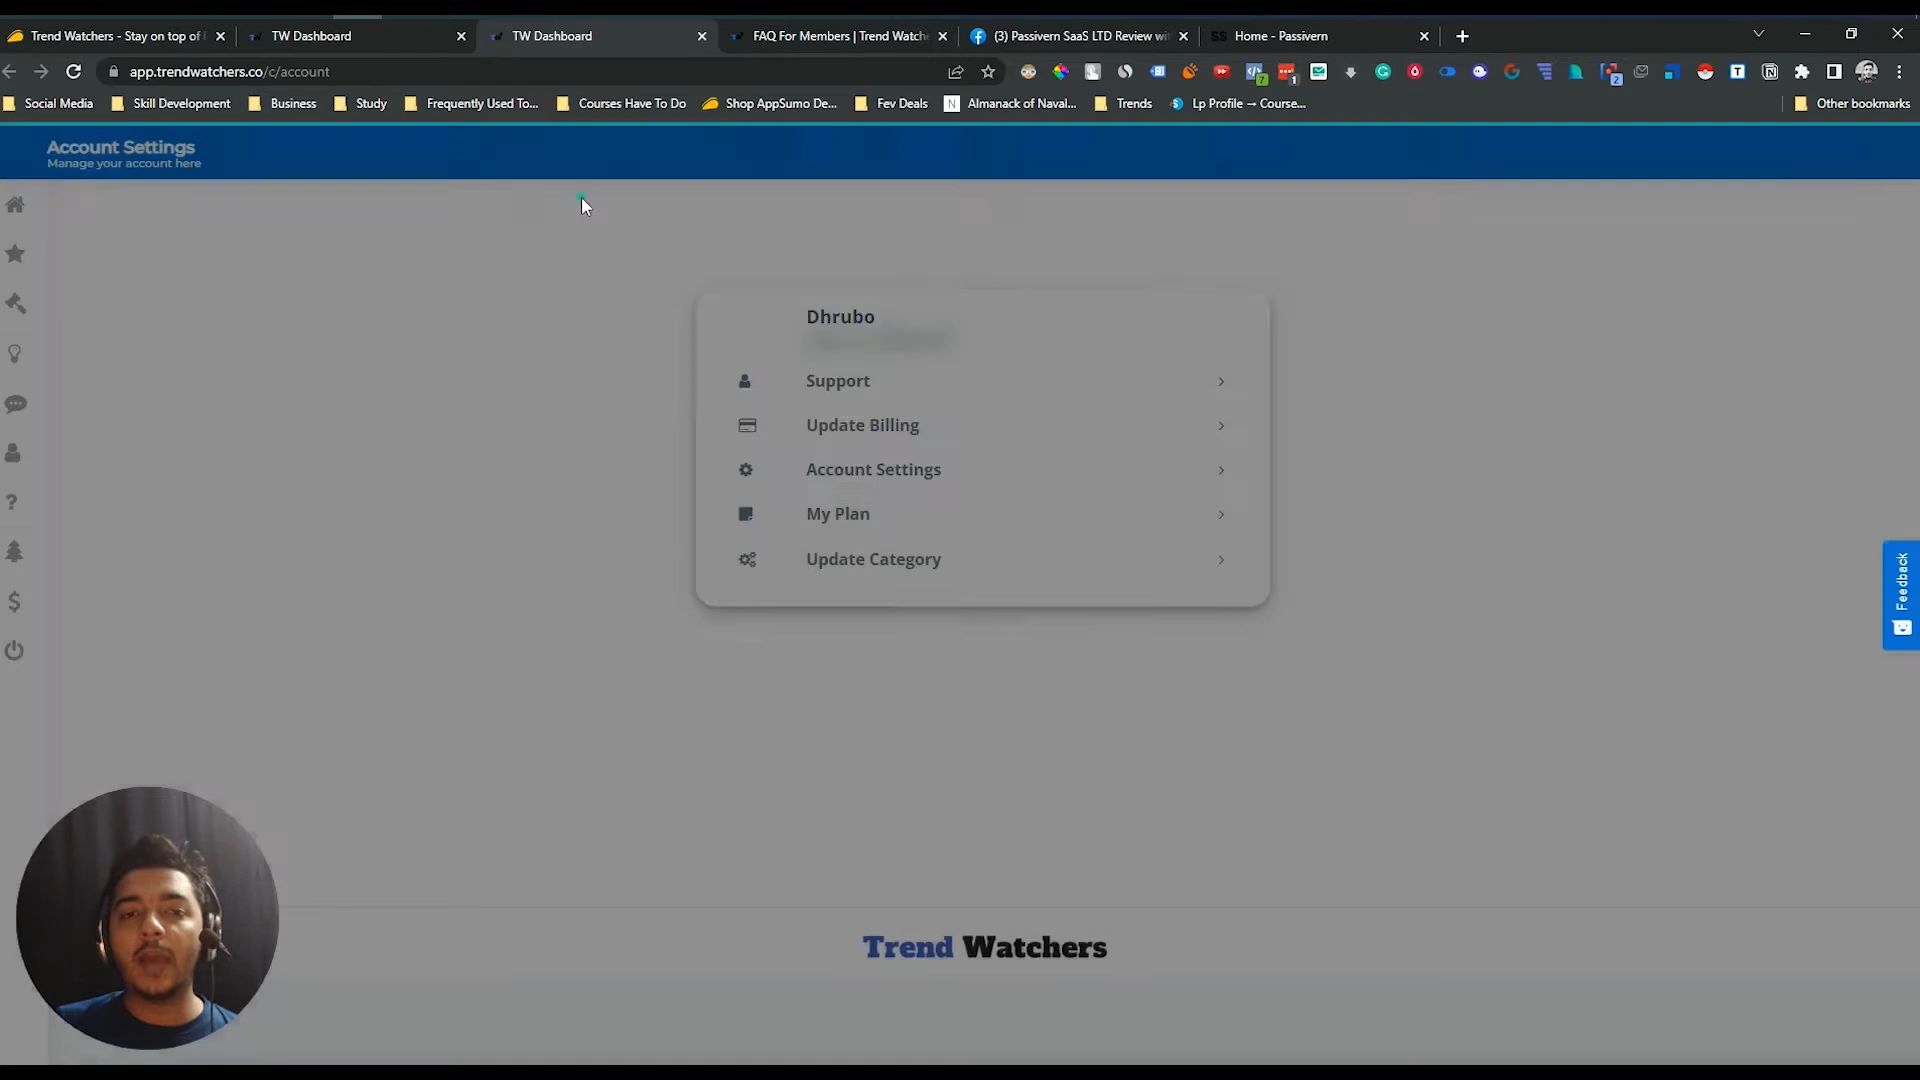 Trend Watchers - Stay on top of
TW Dashboard
TW Dashboard
FAQ For Members | Trend Watche
(3) Passivern SaaS LTD Review wi
Home - Passivern
app.trendwatchers.co/c/account
Social Media
Skill Development
Business
Study
Frequently Used To...
Courses Have To Do
Shop AppSumo De...
Fev Deals
Almanack of Naval...
Trends
Lp Profile → Course...
Other bookmarks
Account Settings
Manage your account here
Dhrubo
Support
Update Billing
Account Settings
My Plan
Update Category
Feedback
Trend Watchers